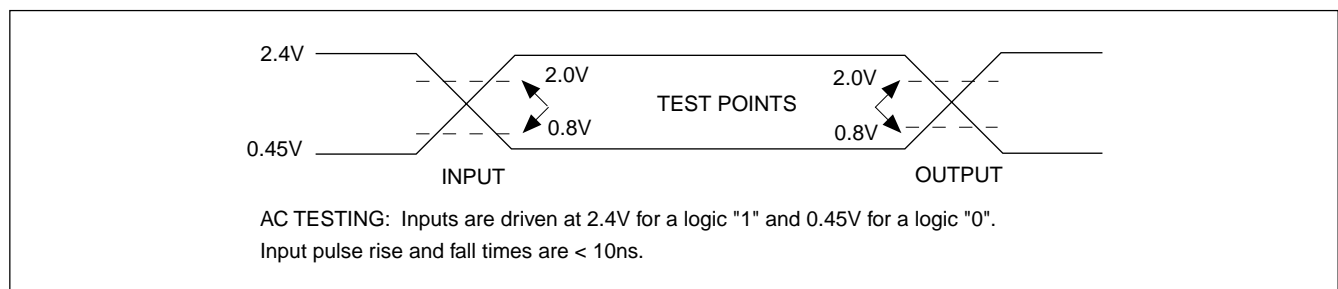 2.4V
2.0V
2.0V
TEST POINTS
0.8V
0.8V
0.45V
INPUT
OUTPUT
AC TESTING: Inputs are driven at 2.4V for a logic "1" and 0.45V for a logic "0".
Input pulse rise and fall times are < 10ns.